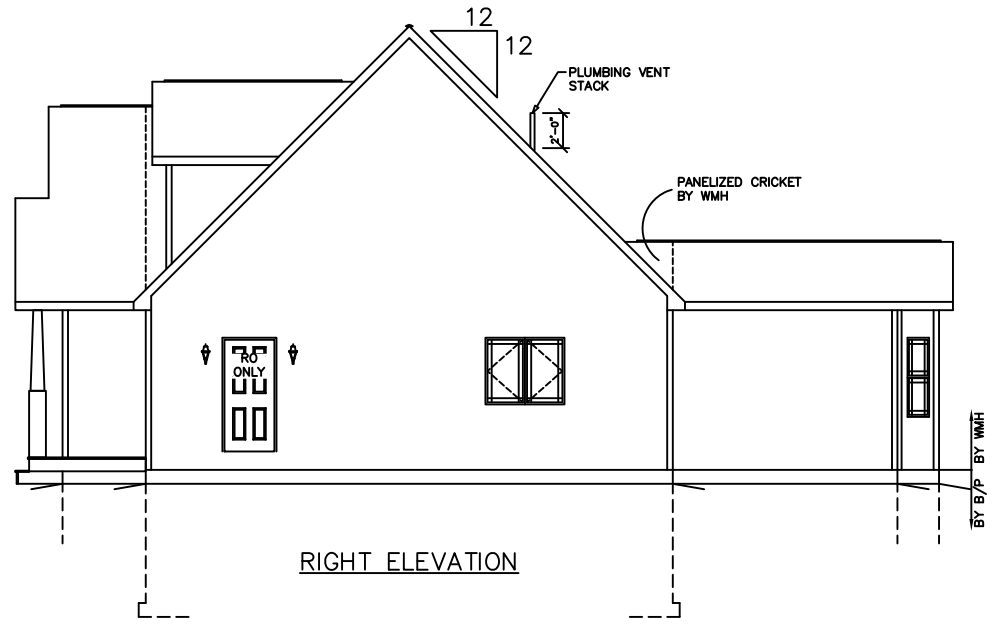 12
12
PLUMBING VENT
STACK
2'-0"
PANELIZED CRICKET
BY WMH
RO
ONLY
BY WMH
BY B/P
RIGHT ELEVATION